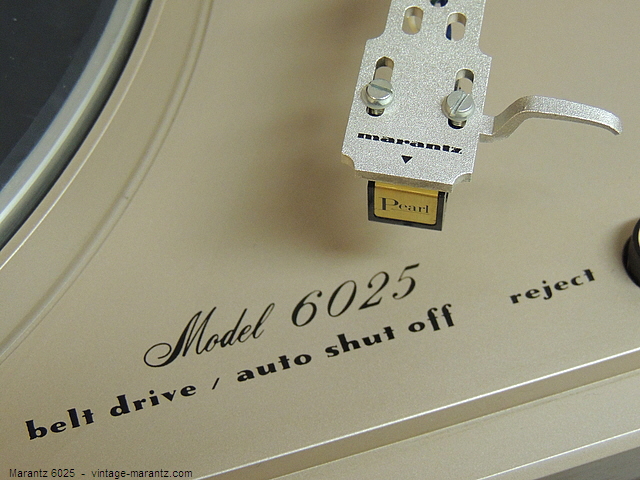 marantz
Pearl
Model 6025
reject
belt drive / auto shut off
Marantz 6025 - vintage-marantz.com